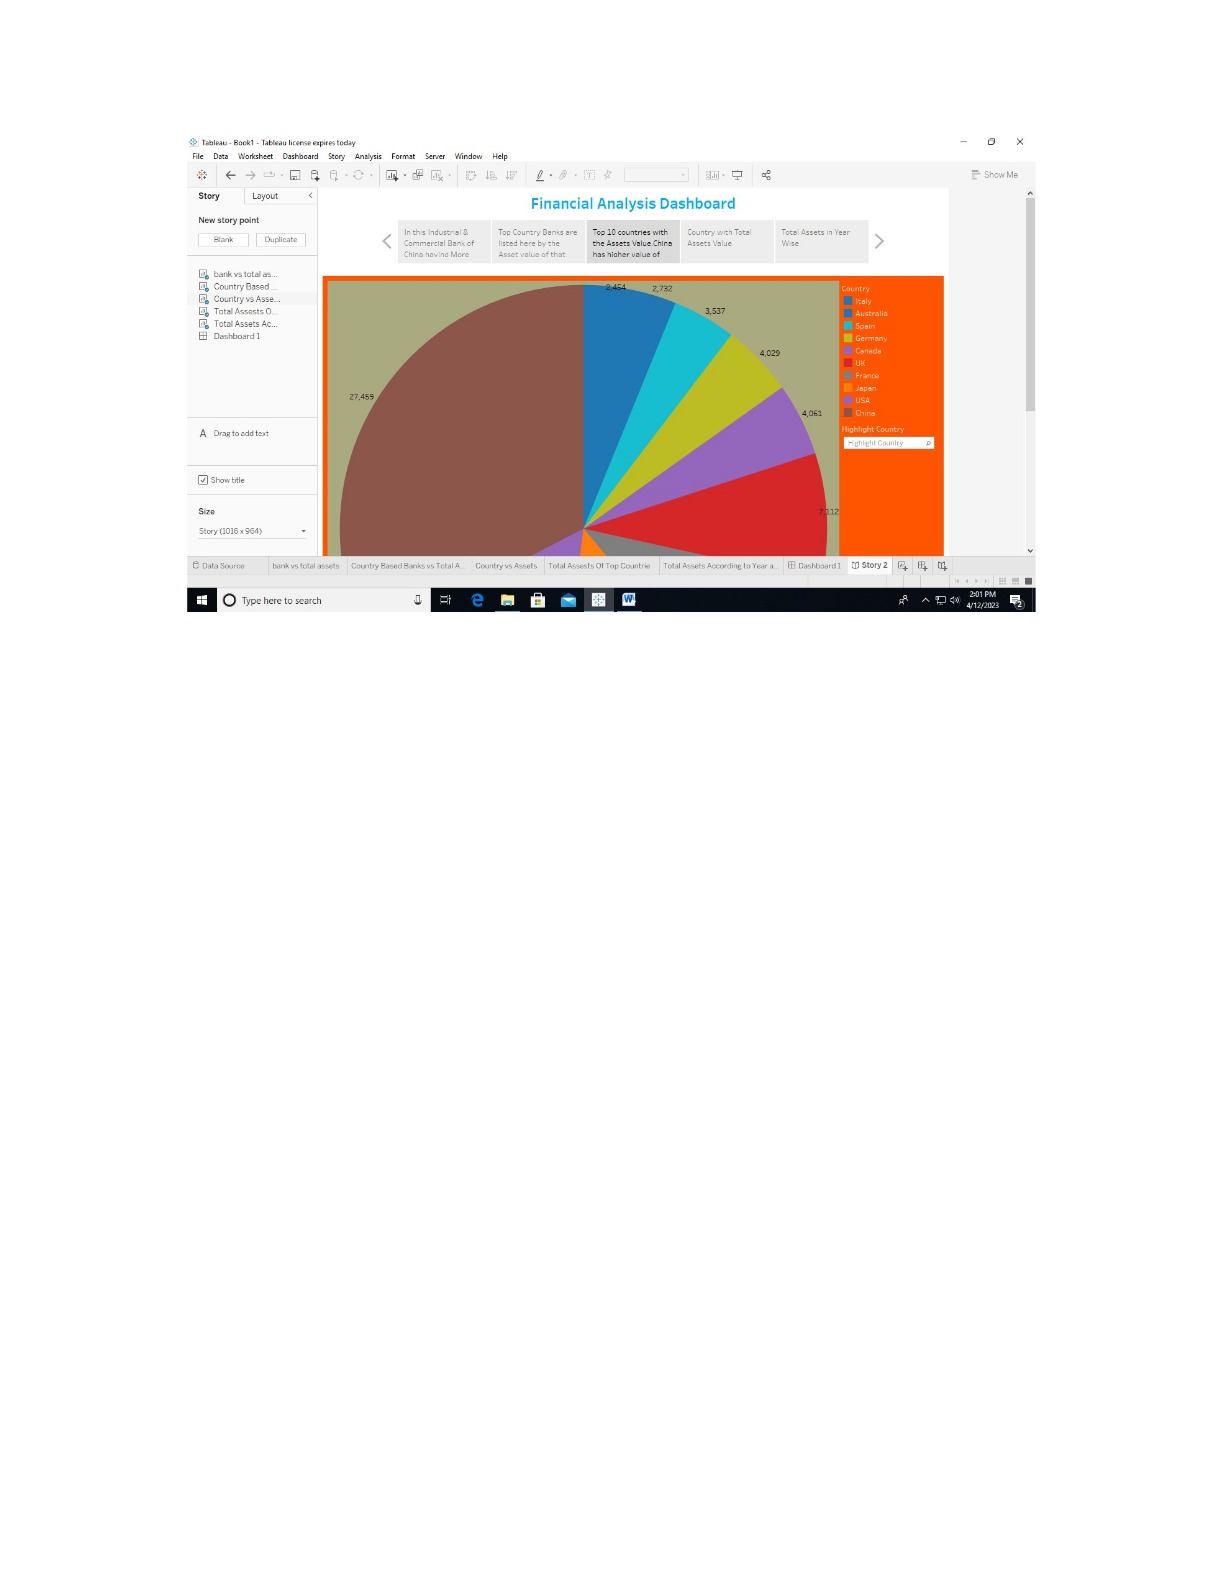 Tableau - Book1 - Tableau license expires today
File Data Worksheet Dashboard Story Analysis Format Server Window Help
Show Me
Story Layout
New story point
Blank Duplicate
bank vs total as...
Country Based ...
Country vs Asse...
Total Assests O...
Total Assets Ac...
Dashboard 1
A Drag to add text
Show title
Size
Story (1016 x 964)
Financial Analysis Dashboard
In this Industrial &
Commercial Bank of
China having More
Top Country Banks are
listed here by the
Asset value of that
Top 10 countries with
the Assets Value.China
has higher value of
Country with Total
Assets Value
Total Assets in Year
Wise
2,454
2,732
3,537
4,029
4,061
7,112
27,459
Country
Italy
Australia
Spain
Germany
Canada
UK
France
Japan
USA
China
Highlight Country
Highlight Country
Data Source bank vs total assets Country Based Banks vs Total A... Country vs Assets Total Assests Of Top Countrie Total Assets According to Year a... Dashboard 1 Story 2
Type here to search
2:01 PM
4/12/2023
2